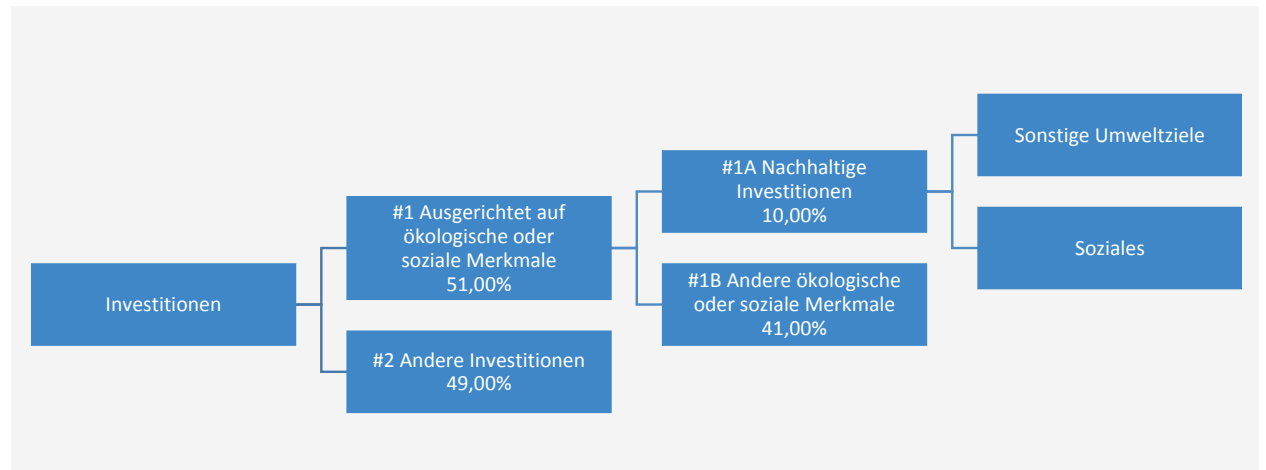 Investitionen
#1 Ausgerichtet auf
ökologische oder
soziale Merkmale
51,00%
#2 Andere Investitionen
49,00%
#1A Nachhaltige
Investitionen
10,00%
#1B Andere ökologische
oder soziale Merkmale
41,00%
Sonstige Umweltziele
Soziales